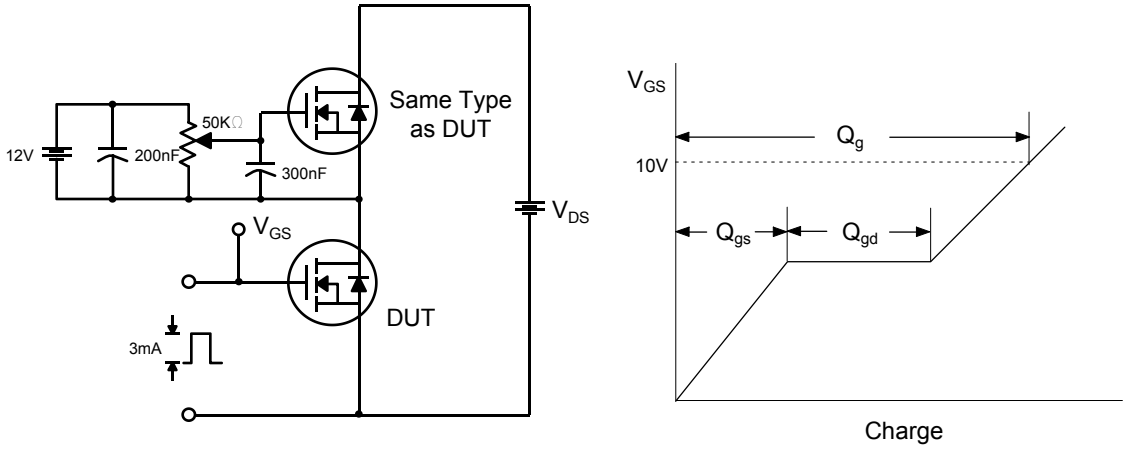 Same Type
as DUT
50KΩ
12V
200nF
300nF
V_GS
V_DS
DUT
3mA
V_GS
Q_g
10V
Q_gs
Q_gd
Charge